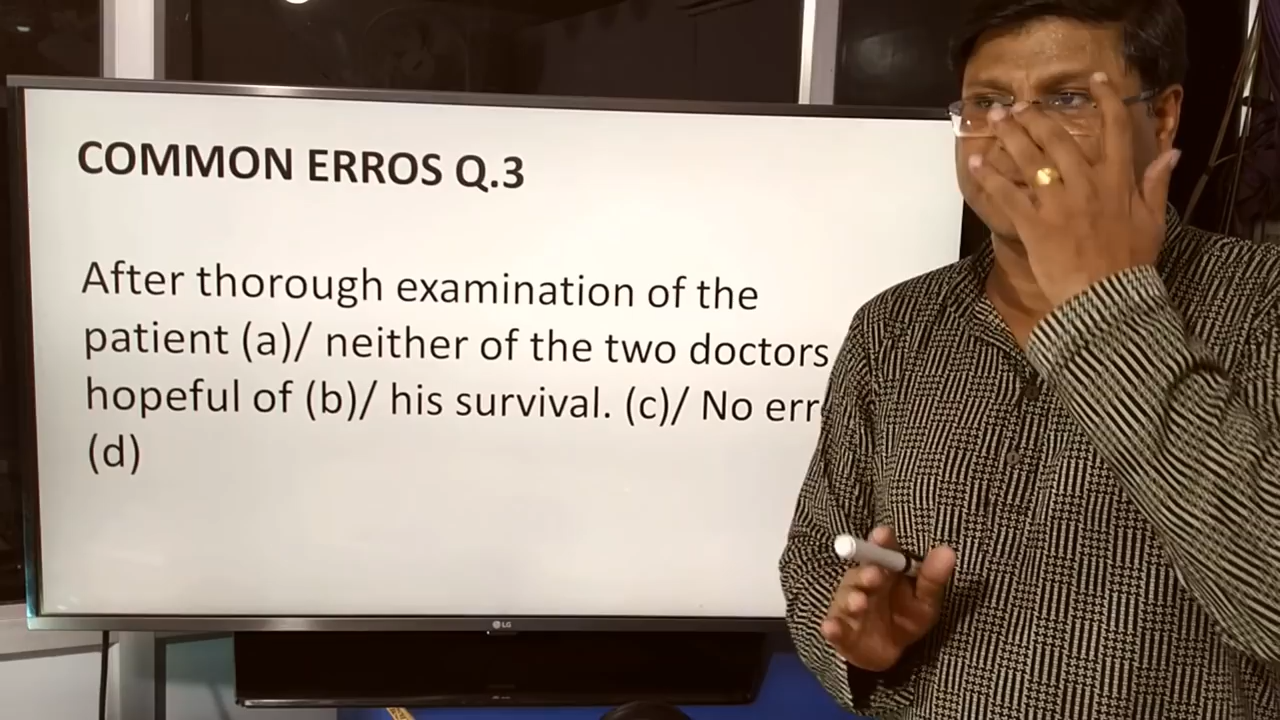 COMMON ERROS Q.3
After thorough examination of the
patient (a)/ neither of the two doctors
hopeful of (b)/ his survival. (c)/ No
(d)
LG